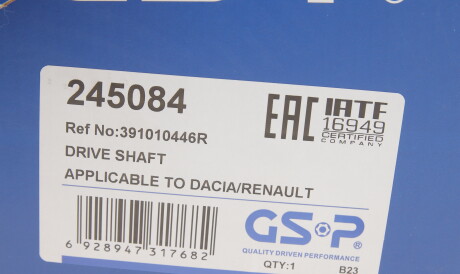 GSP
245084
EAC IATF
16949
CERTIFIED
COMPANY
Ref No:391010446R
DRIVE SHAFT
APPLICABLE TO DACIA/RENAULT
GSP
QUALITY DRIVEN PERFORMANCE
6 928947 317682
QTY:1
B23